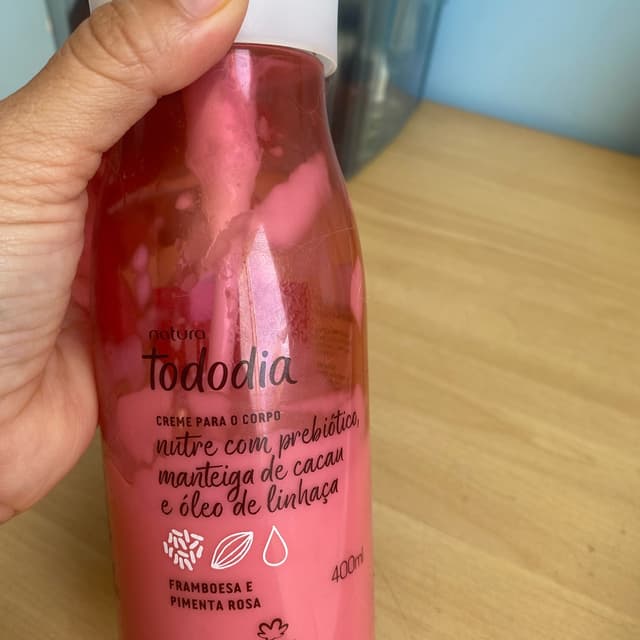 natura
tododia
CREME PARA O CORPO
nutre com prebiótico,
manteiga de cacau
e óleo de linhaça
400ml
FRAMBOESA E
PIMENTA ROSA